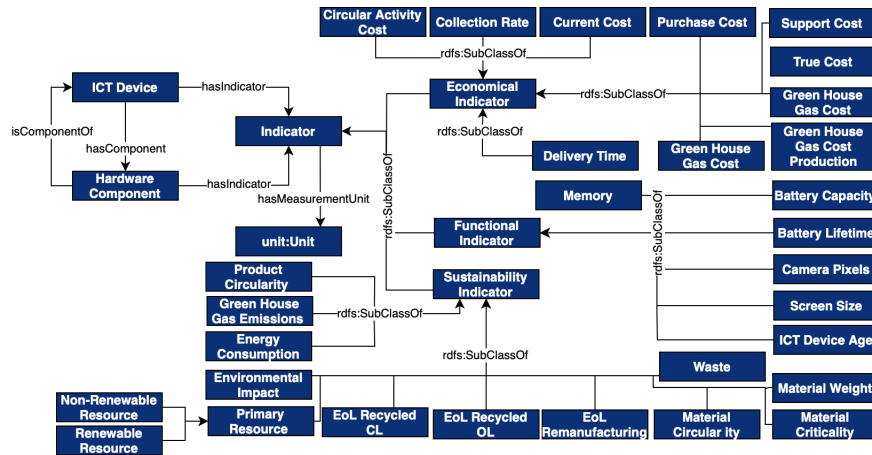 Circular Activity
Cost
Collection Rate
Current Cost
Purchase Cost
Support Cost
rdfs:SubClassOf
True Cost
ICT Device
hasIndicator
Economical
Indicator
rdfs:SubClassOf
Green House
Gas Cost
isComponentOf
hasComponent
Indicator
rdfs:SubClassOf
Green House
Gas Cost
Production
Green House
Gas Cost
Delivery Time
Hardware
Component
hasIndicator
rdfs:SubClassOf
hasMeasurementUnit
Memory
Battery Capacity
rdfs:SubClassOf
unit:Unit
Functional
Indicator
Battery Lifetime
Product
Circularity
Sustainability
Indicator
Camera Pixels
Green House
Gas Emissions
rdfs:SubClassOf
Screen Size
Energy
Consumption
ICT Device Age
rdfs:SubClassOf
Waste
Environmental
Impact
Material Weight
Non-Renewable
Resource
Primary
Resource
EoL Recycled
CL
EoL Recycled
OL
EoL
Remanufacturing
Material
Circular ity
Material
Criticality
Renewable
Resource